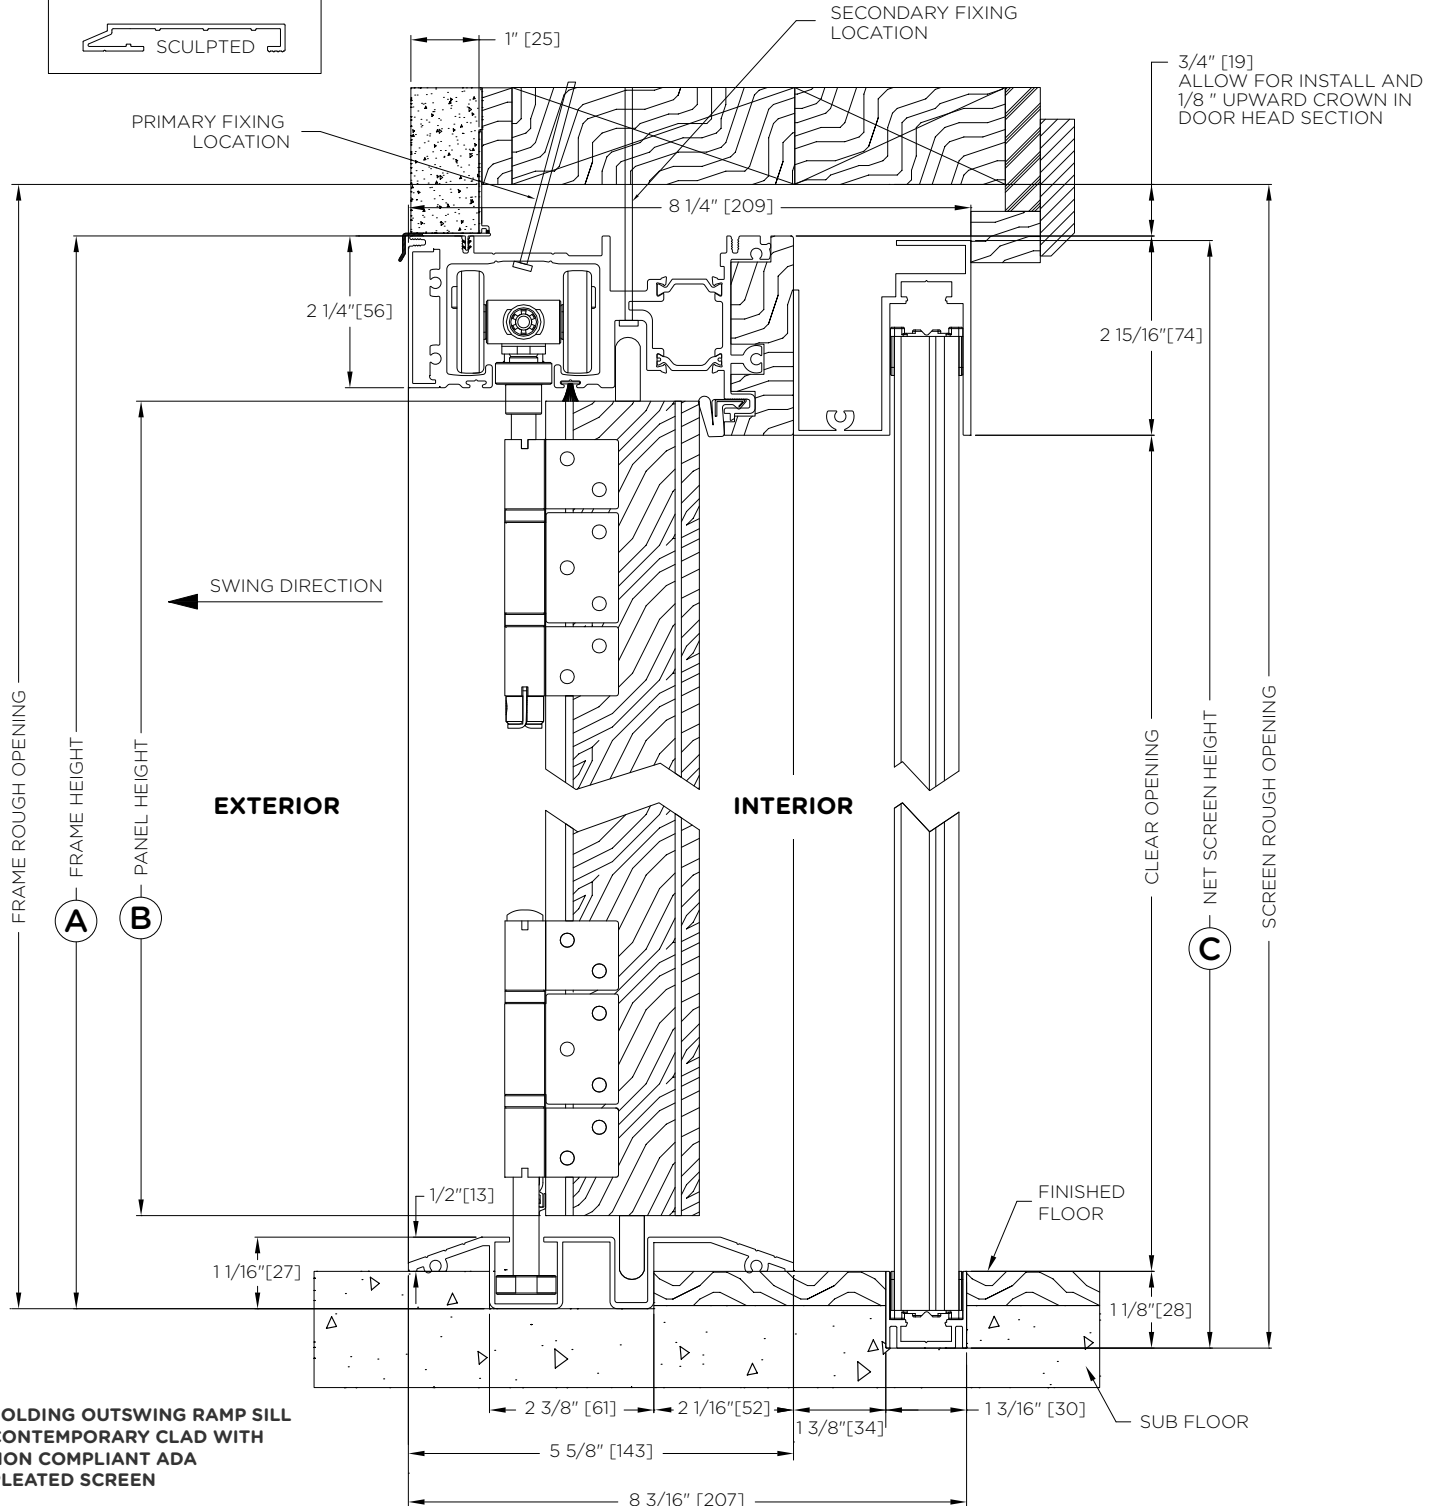 SCULPTED
1" [25]
SECONDARY FIXING
LOCATION
3/4" [19]
ALLOW FOR INSTALL AND
1/8 " UPWARD CROWN IN
DOOR HEAD SECTION
PRIMARY FIXING
LOCATION
8 1/4" [209]
2 1/4"[56]
2 15/16"[74]
SWING DIRECTION
FRAME ROUGH OPENING
FRAME HEIGHT
A
PANEL HEIGHT
B
EXTERIOR
INTERIOR
CLEAR OPENING
NET SCREEN HEIGHT
C
SCREEN ROUGH OPENING
1/2"[13]
1 1/16"[27]
FINISHED
FLOOR
1 1/8"[28]
2 3/8" [61]
2 1/16"[52]
1 3/8"[34]
1 3/16" [30]
SUB FLOOR
5 5/8" [143]
8 3/16" [207]
OLDING OUTSWING RAMP SILL
CONTEMPORARY CLAD WITH
NON COMPLIANT ADA
PLEATED SCREEN